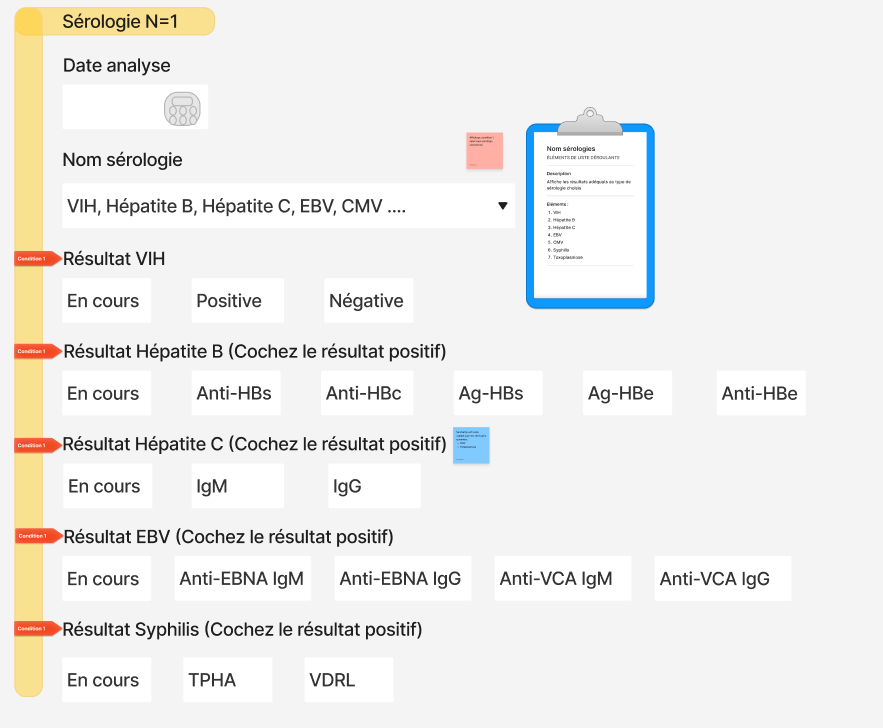 Sérologie N=1
Date analyse
Nom sérologie
VIH, Hépatite B, Hépatite C, EBV, CMV ....
Nom sérologies
ÉLÉMENTS DE LISTE DÉROULANTE
Description
Affiche les résultats adéquats au type de
sérologie choisis
Eléments :
1. VIH
2. Hépatite B
3. Hépatite C
4. EBV
5. CMV
6. Syphilis
7. Toxoplasmose
Condition 1
Résultat VIH
En cours
Positive
Négative
Condition 1
Résultat Hépatite B (Cochez le résultat positif)
En cours
Anti-HBs
Anti-HBc
Ag-HBs
Ag-HBe
Anti-HBe
Condition 1
Résultat Hépatite C (Cochez le résultat positif)
En cours
IgM
IgG
Condition 1
Résultat EBV (Cochez le résultat positif)
En cours
Anti-EBNA IgM
Anti-EBNA IgG
Anti-VCA IgM
Anti-VCA IgG
Condition 1
Résultat Syphilis (Cochez le résultat positif)
En cours
TPHA
VDRL